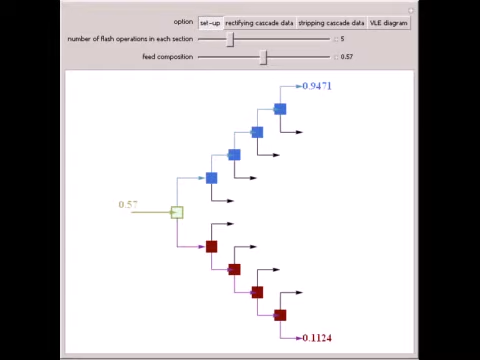 option set-up rectifying cascade data stripping cascade data VLE diagram
number of flash operations in each section 5
feed composition 0.57
0.9471
0.57
0.1124